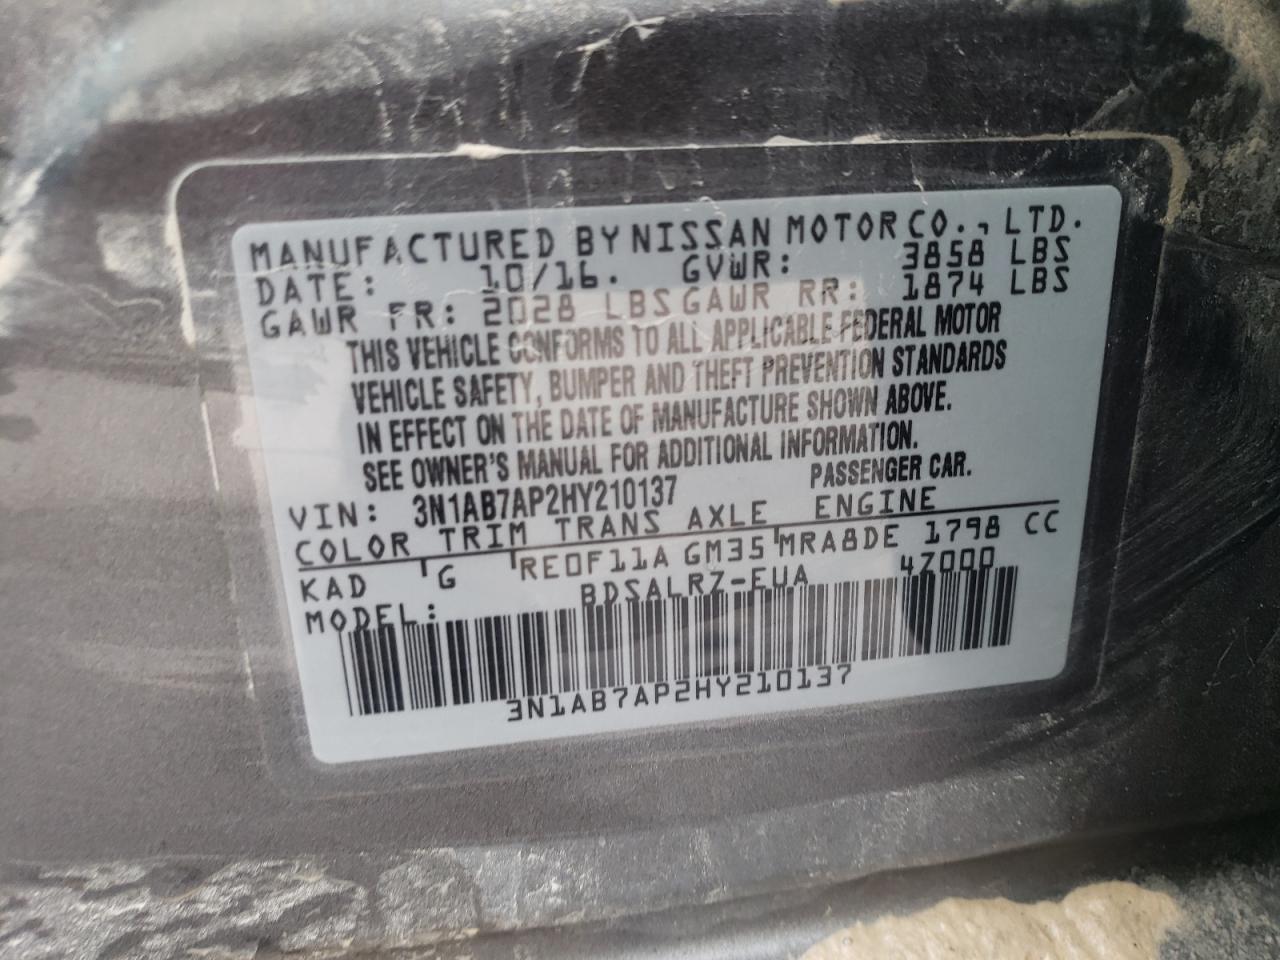 MANUFACTURED BY NISSAN MOTOR CO., LTD.
DATE: 10/16. GVWR: 3858 LBS
GAWR FR: 2028 LBS GAWR RR: 1874 LBS
THIS VEHICLE CONFORMS TO ALL APPLICABLE FEDERAL MOTOR
VEHICLE SAFETY, BUMPER AND THEFT PREVENTION STANDARDS
IN EFFECT ON THE DATE OF MANUFACTURE SHOWN ABOVE.
SEE OWNER'S MANUAL FOR ADDITIONAL INFORMATION.
VIN: 3N1AB7AP2HY210137 PASSENGER CAR.
COLOR TRIM TRANS AXLE ENGINE
KAD G RE0F11A GM35 MRA8DE 1798 CC
MODEL: BDSALRZ-EUA 4Z000
3N1AB7AP2HY210137